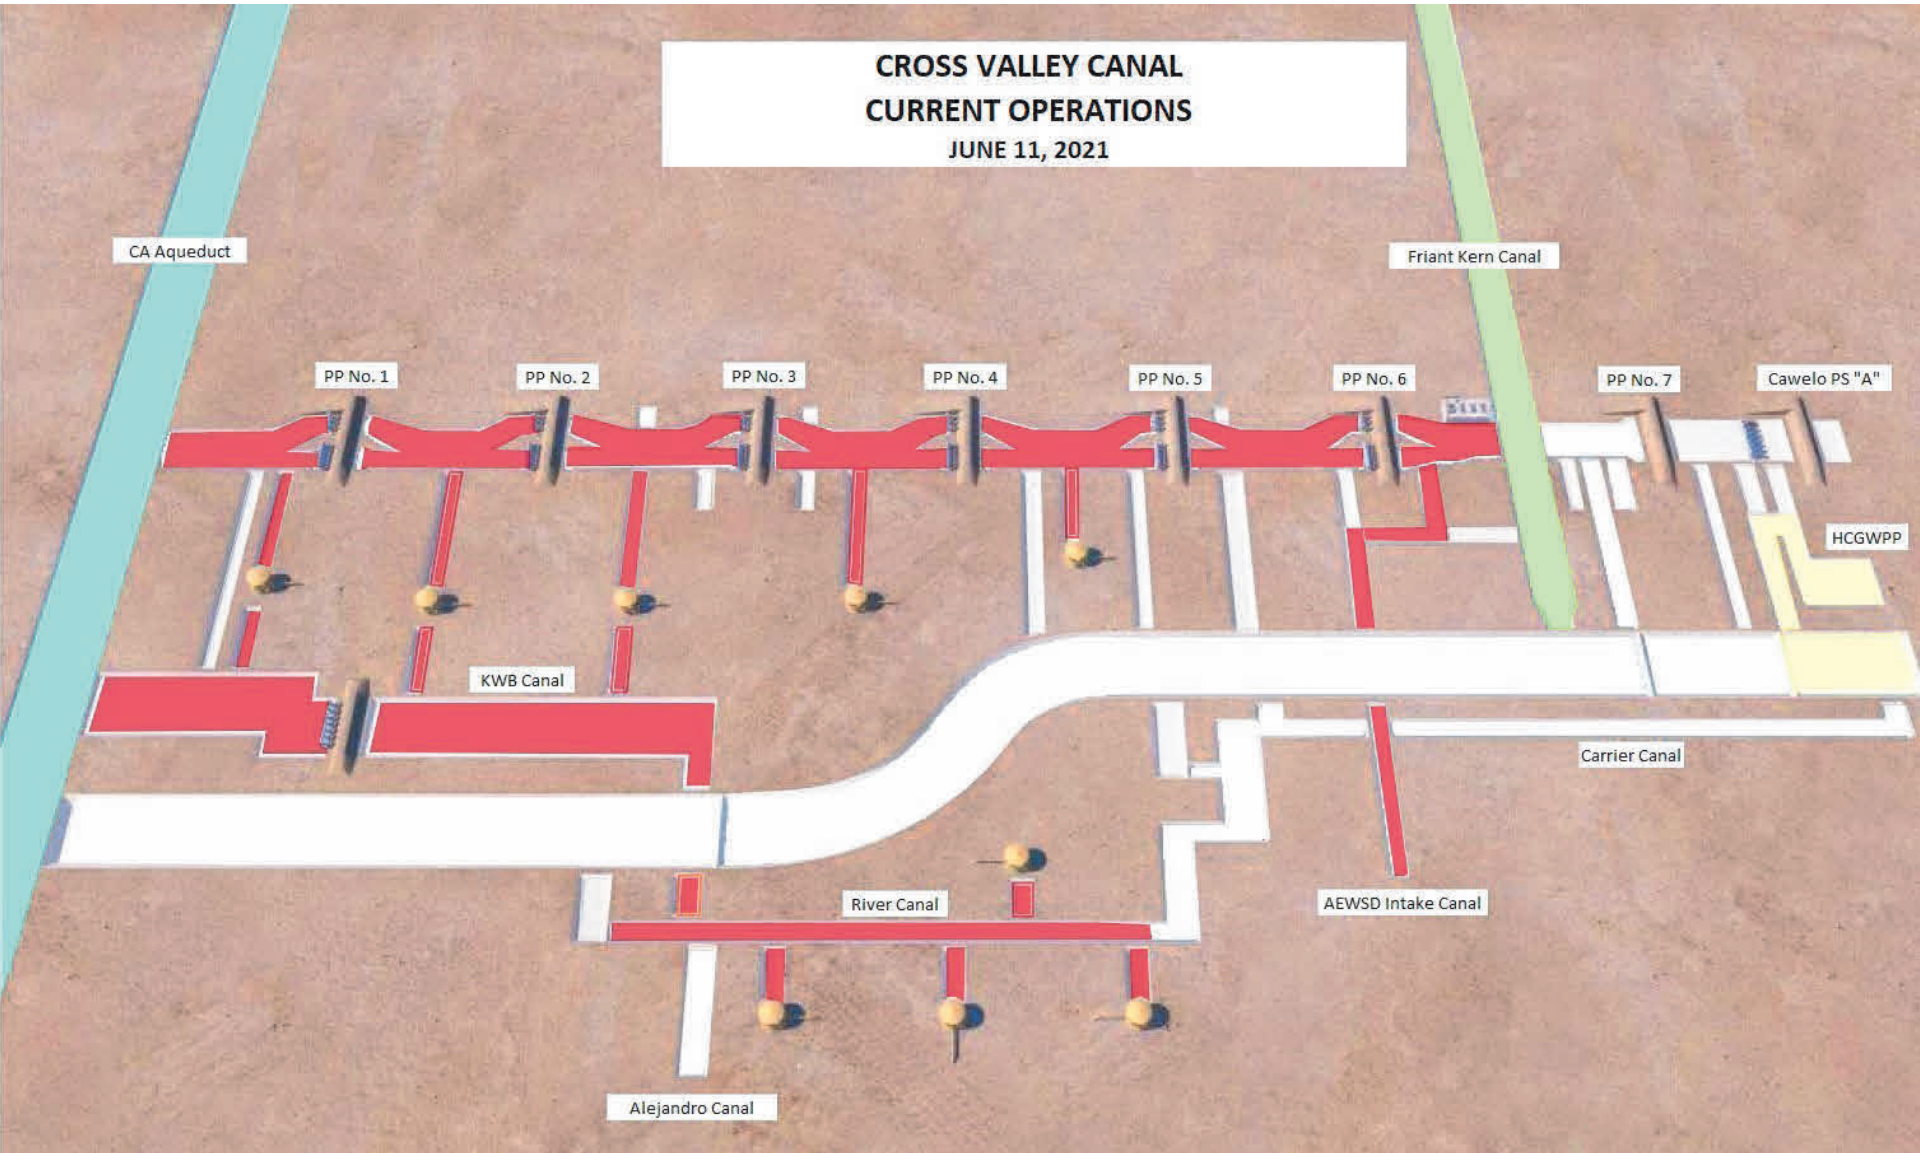 CROSS VALLEY CANAL
CURRENT OPERATIONS
JUNE 11, 2021
CA Aqueduct
Friant Kern Canal
PP No. 1
PP No. 2
PP No. 3
PP No. 4
PP No. 5
PP No. 6
PP No. 7
Cawelo PS "A"
HCGWPP
KWB Canal
Carrier Canal
River Canal
AEWSD Intake Canal
Alejandro Canal